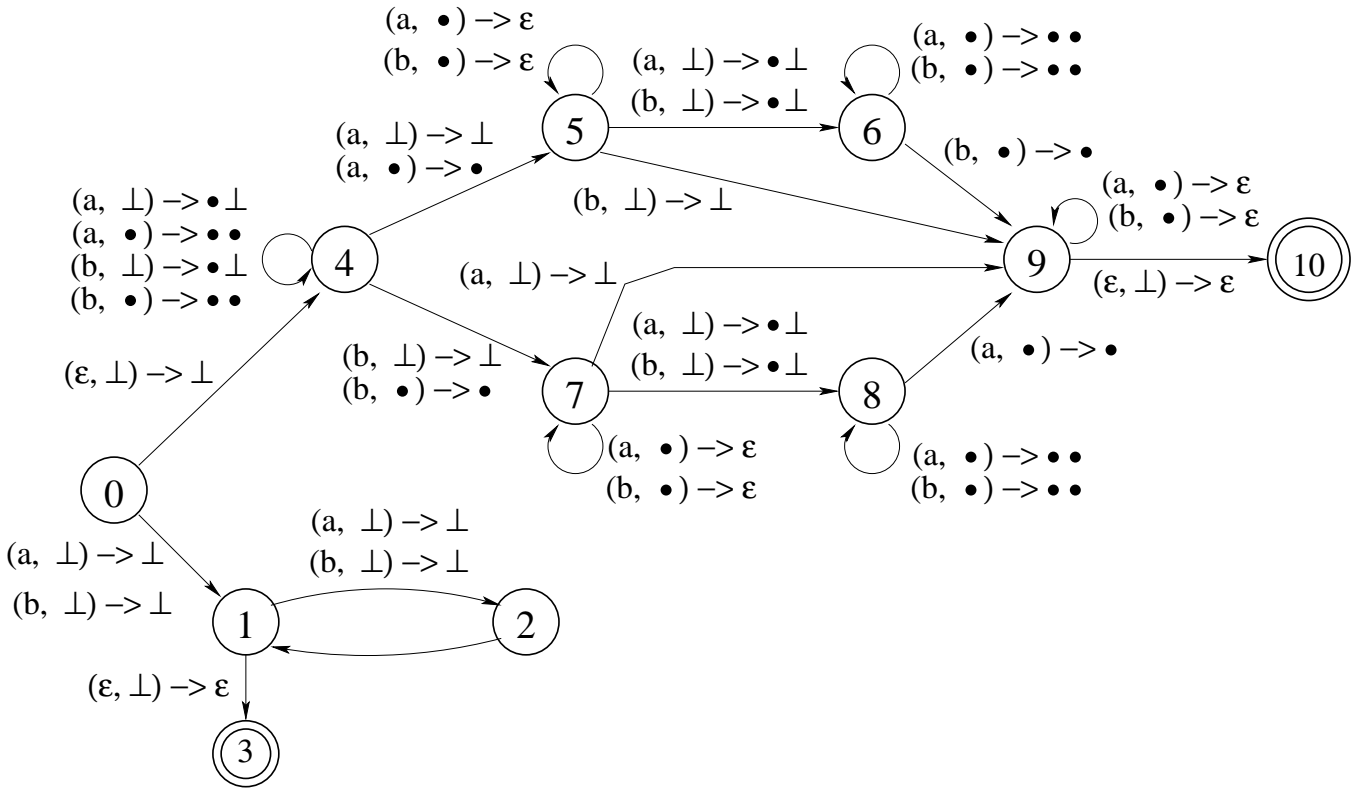 (a, •) –> ε
(b, •) –> ε
(a, ⊥) –> •⊥
(b, ⊥) –> •⊥
(a, •) –> • •
(b, •) –> • •
5
6
(a, ⊥) –> ⊥
(a, •) –> •
(b, •) –> •
(b, ⊥) –> ⊥
(a, •) –> ε
(b, •) –> ε
(a, ⊥) –> •⊥
(a, •) –> • •
(b, ⊥) –> •⊥
(b, •) –> • •
4
9
10
(a, ⊥) –> ⊥
(ε, ⊥) –> ε
(a, ⊥) –> •⊥
(b, ⊥) –> •⊥
(b, ⊥) –> ⊥
(b, •) –> •
(a, •) –> •
(ε, ⊥) –> ⊥
7
8
(a, •) –> ε
(b, •) –> ε
(a, •) –> • •
(b, •) –> • •
0
(a, ⊥) –> ⊥
(b, ⊥) –> ⊥
(a, ⊥) –> ⊥
(b, ⊥) –> ⊥
1
2
(ε, ⊥) –> ε
3